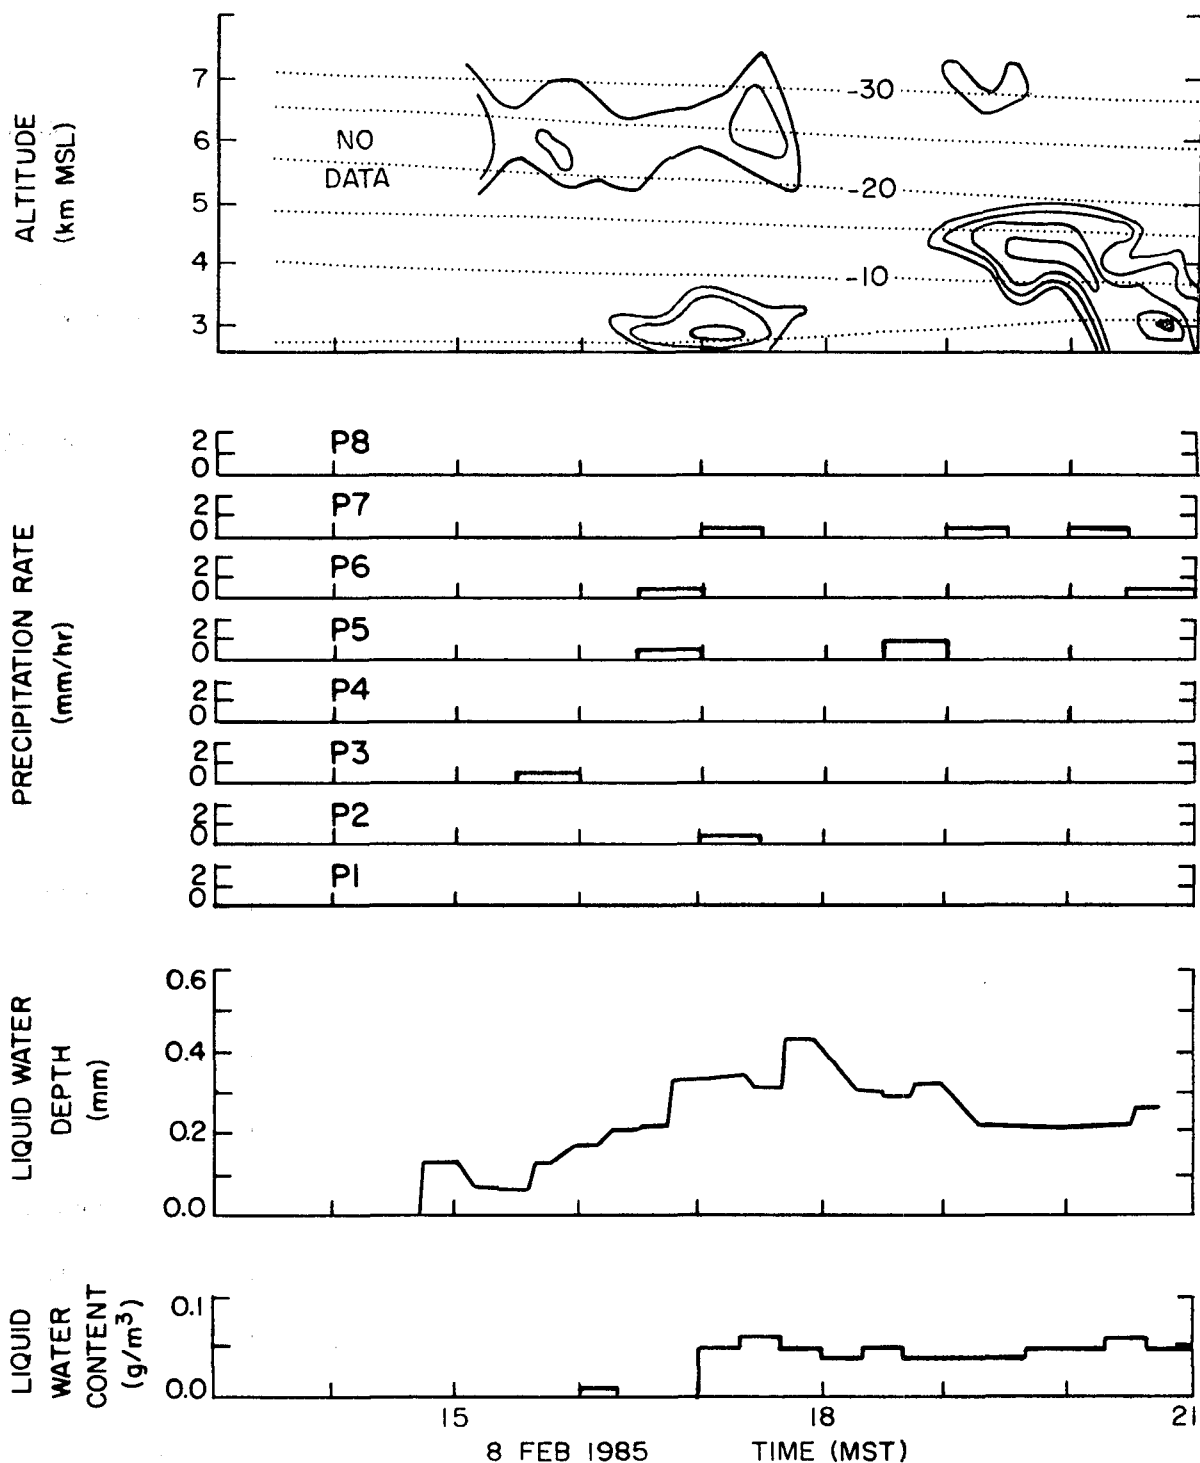 ALTITUDE
(km MSL)
7
6
5
4
3
NO
DATA
-30
-20
-10
PRECIPITATION RATE
(mm/hr)
2
0
P8
2
0
P7
2
0
P6
2
0
P5
2
0
P4
2
0
P3
2
0
P2
2
0
P1
LIQUID WATER
DEPTH
(mm)
0.6
0.4
0.2
0.0
LIQUID
WATER
CONTENT
(g/m³)
0.1
0.0
15
18
21
8 FEB 1985
TIME (MST)